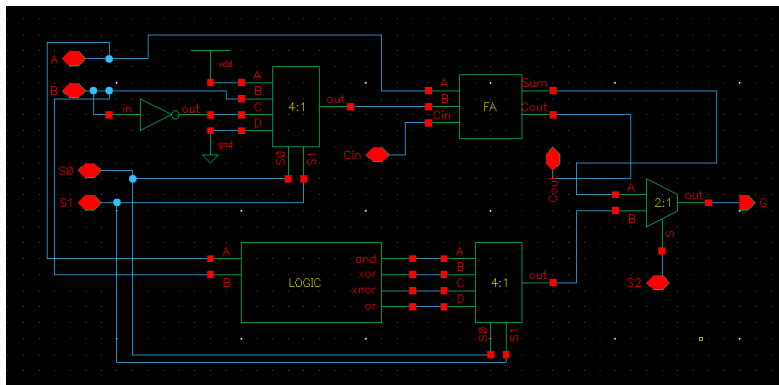 A
B
S0
S1
in
out
vdd
gnd
A
B
C
D
4:1
out
S0
S1
Cin
A
B
Cin
FA
Sum
Cout
Cout
A
B
2:1
out
S
G
S2
A
B
LOGIC
and
xor
xnor
or
A
B
C
D
4:1
out
S0
S1